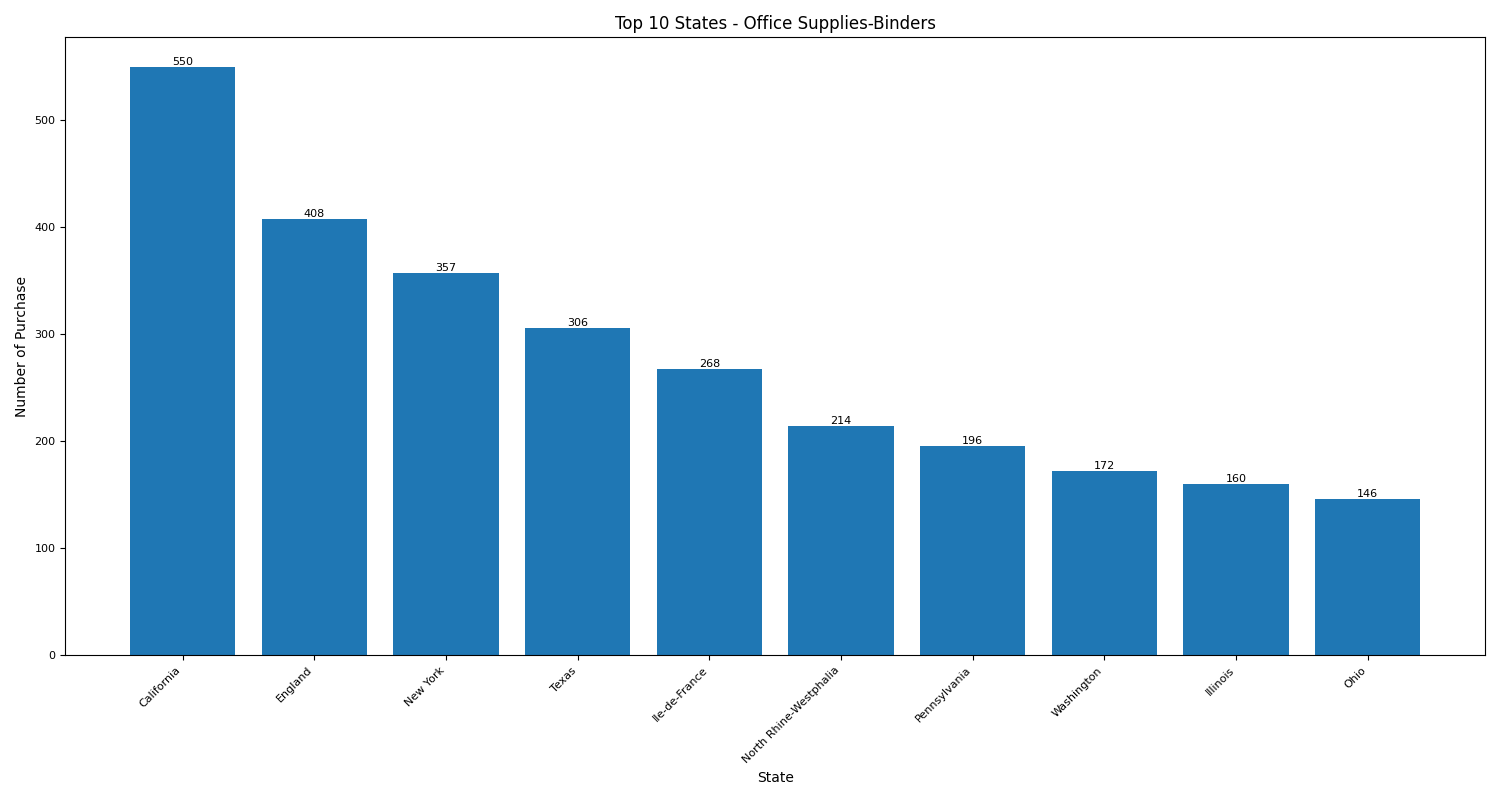 Top 10 States - Office Supplies-Binders
Number of Purchase
500
400
300
200
100
0
550
408
357
306
268
214
196
172
160
146
California
England
New York
Texas
Ile-de-France
North Rhine-Westphalia
Pennsylvania
Washington
Illinois
Ohio
State